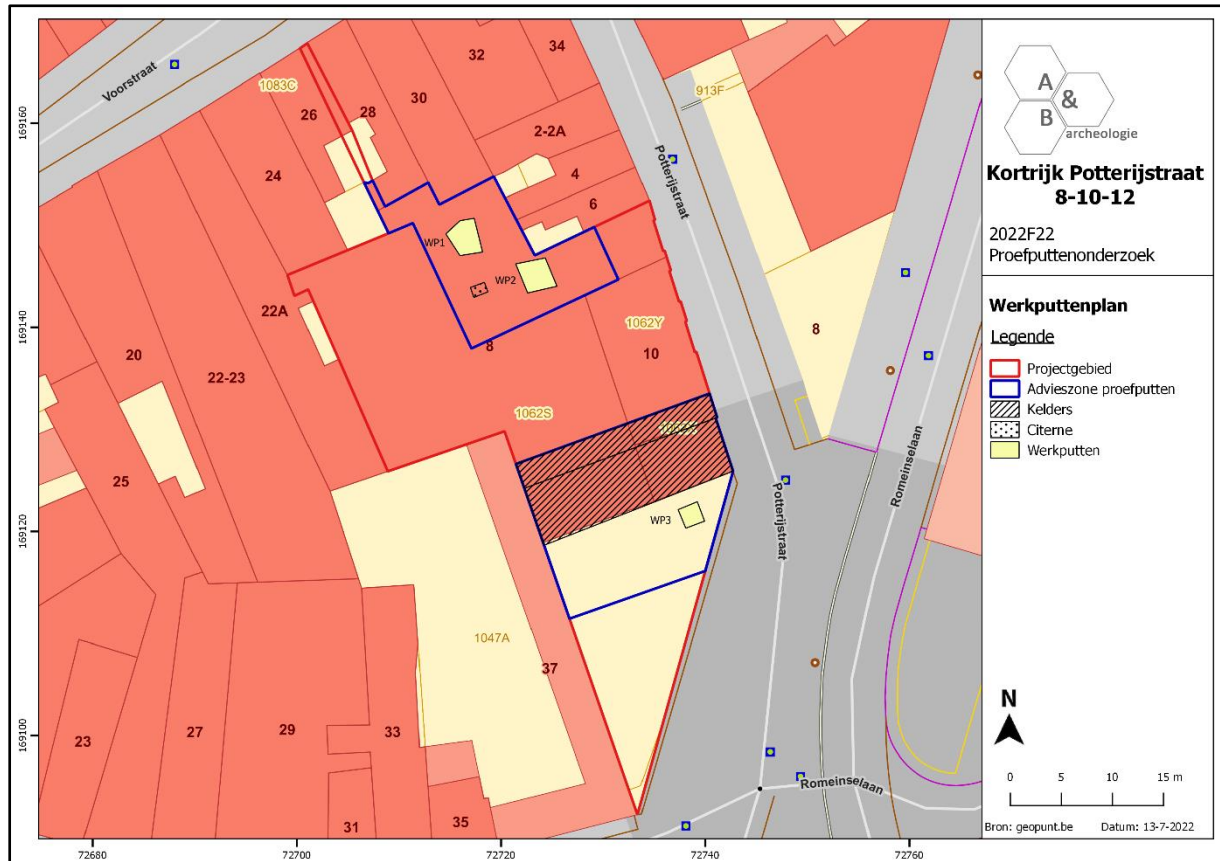 Voorstraat
1083C
26
28
30
32
34
24
2-2A
4
6
913F
Potterijstraat
WP1
WP2
22A
20
22-23
8
1062Y
10
8
1062S
25
WP3
Potterijstraat
Romeinselaan
1047A
37
23
27
29
33
31
35
Romeinselaan
169160
169140
169120
169100
72680
72700
72720
72740
72760
A
&
B
archeologie
Kortrijk Potterijstraat
8-10-12
2022F22
Proefputtenonderzoek
Werkputtenplan
Legende
Projectgebied
Advieszone proefputten
Kelders
Citerne
Werkputten
N
0 5 10 15 m
Bron: geopunt.be Datum: 13-7-2022